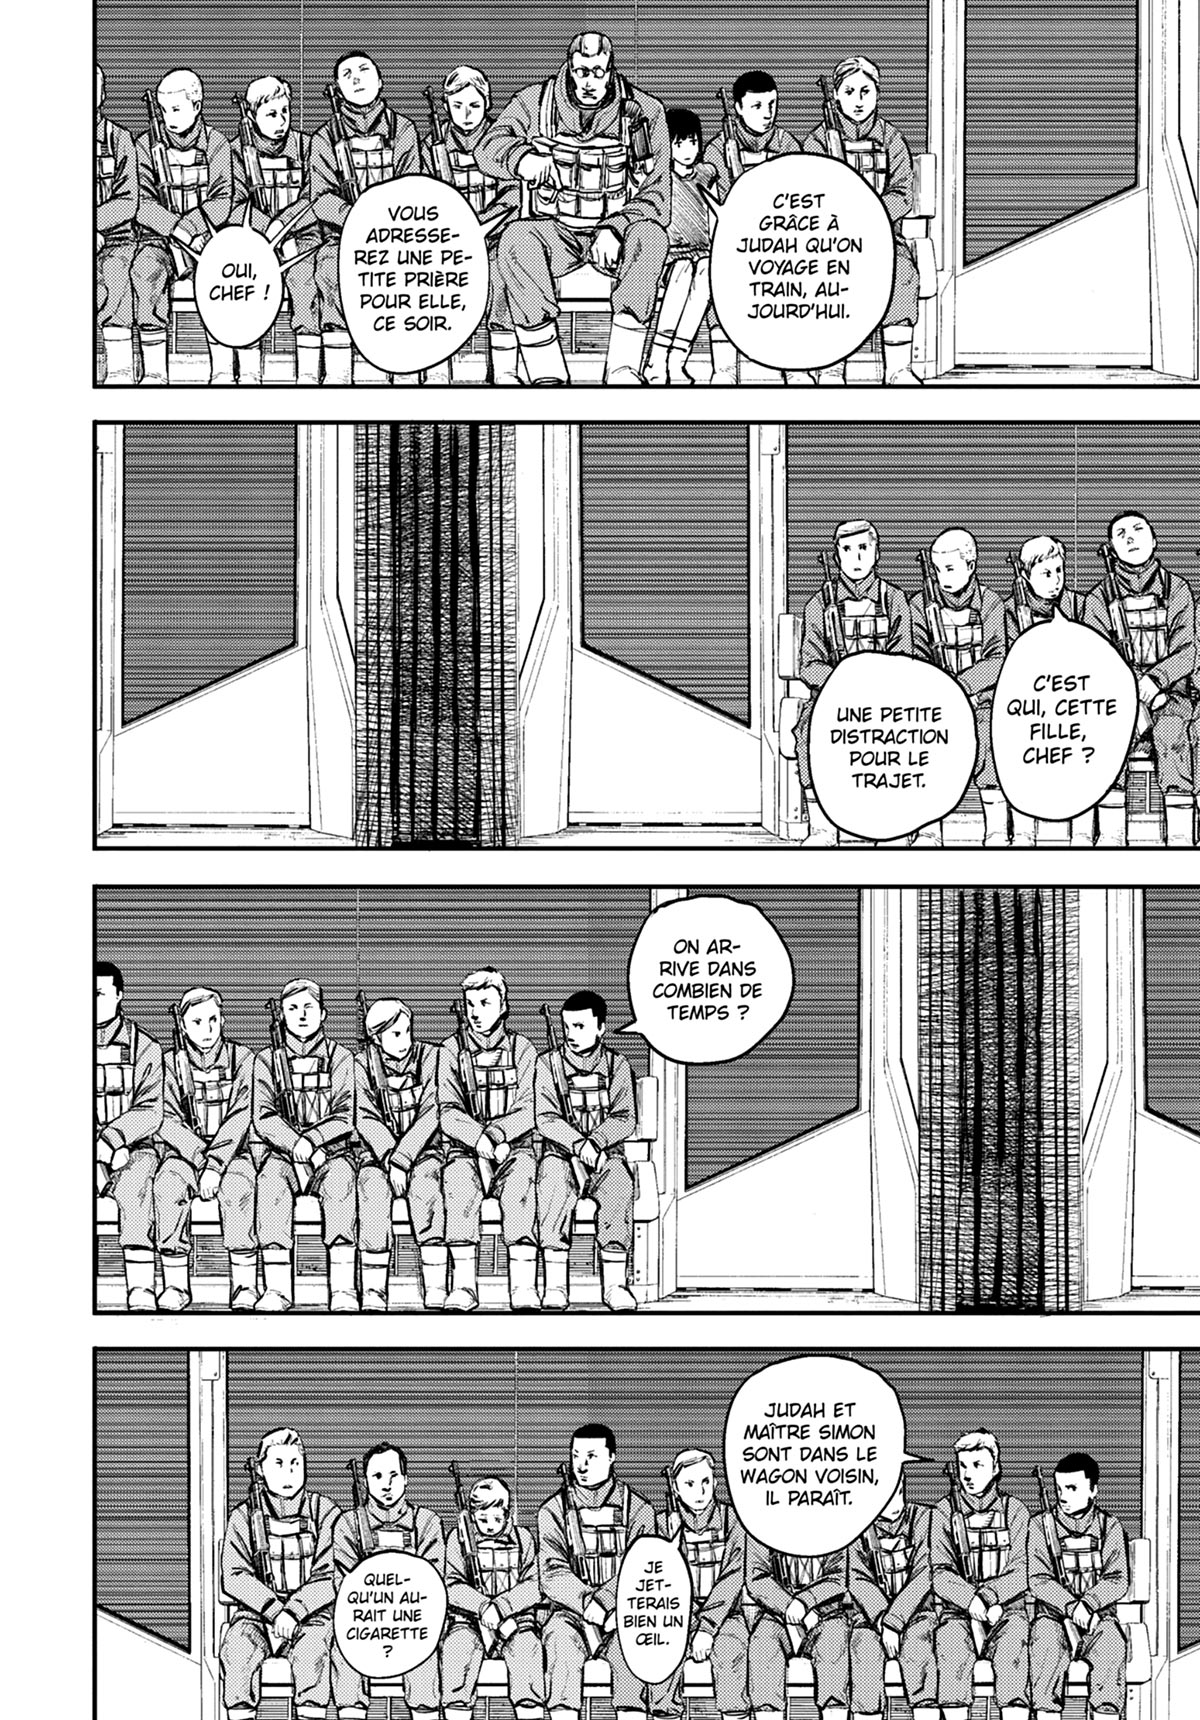 C'EST
GRÂCE À
JUDAH QU'ON
VOYAGE EN
TRAIN, AU-
JOURD'HUI.
VOUS
ADRESSE-
REZ UNE PE-
TITE PRIÈRE
POUR ELLE,
CE SOIR.
OUI,
CHEF !
C'EST
QUI, CETTE
FILLE,
CHEF ?
UNE PETITE
DISTRACTION
POUR LE
TRAJET.
ON AR-
RIVE DANS
COMBIEN DE
TEMPS ?
JUDAH ET
MAÎTRE SIMON
SONT DANS LE
WAGON VOISIN,
IL PARAÎT.
JE
JET-
TERAIS
BIEN UN
ŒIL.
QUEL-
QU'UN AU-
RAIT UNE
CIGARETTE
?